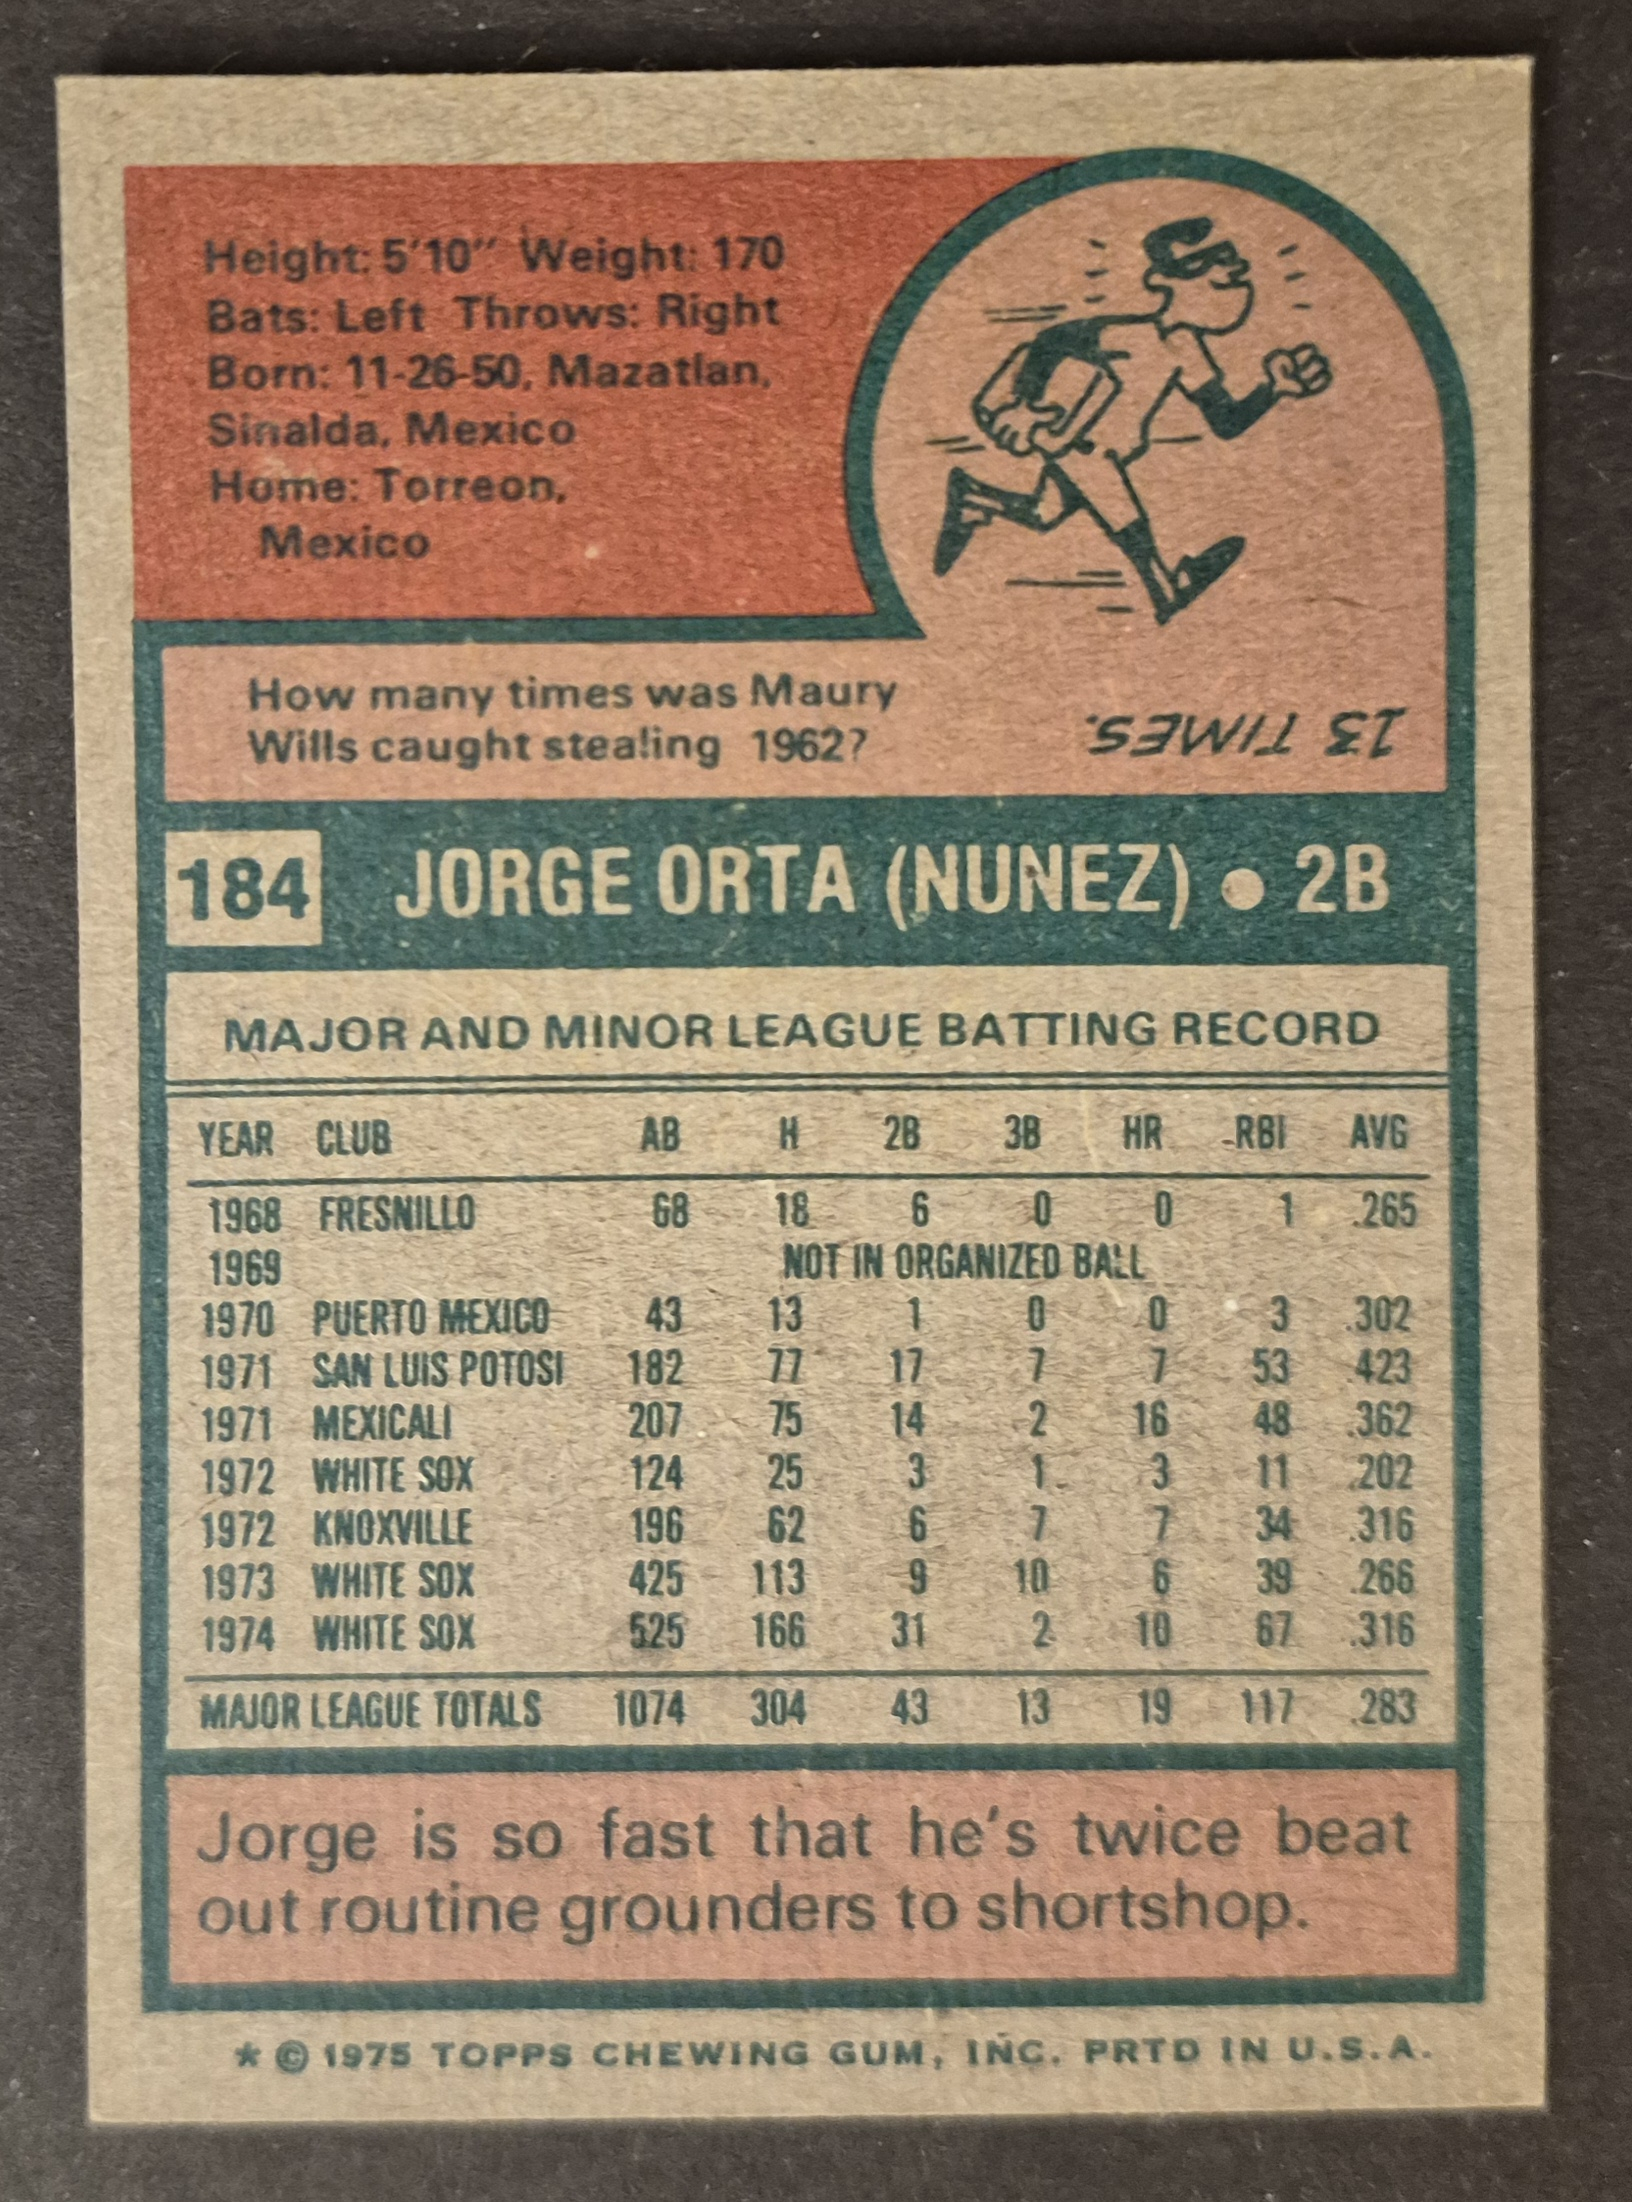 Height: 5'10" Weight: 170
Bats: Left Throws: Right
Born: 11-26-50, Mazatlan,
Sinalda, Mexico
Home: Torreon,
Mexico
How many times was Maury
Wills caught stealing 1962?
13 TIMES.
184 JORGE ORTA (NUNEZ) • 2B
MAJOR AND MINOR LEAGUE BATTING RECORD
YEAR CLUB AB H 2B 3B HR RBI AVG
1968 FRESNILLO 68 18 6 0 0 1 .265
1969 NOT IN ORGANIZED BALL
1970 PUERTO MEXICO 43 13 1 0 0 3 .302
1971 SAN LUIS POTOSI 182 77 17 7 7 53 .423
1971 MEXICALI 207 75 14 2 16 48 .362
1972 WHITE SOX 124 25 3 1 3 11 .202
1972 KNOXVILLE 196 62 6 7 7 34 .316
1973 WHITE SOX 425 113 9 10 6 39 .266
1974 WHITE SOX 525 166 31 2 10 67 .316
MAJOR LEAGUE TOTALS 1074 304 43 13 19 117 .283
Jorge is so fast that he's twice beat
out routine grounders to shortshop.
* © 1975 TOPPS CHEWING GUM, INC. PRTD IN U.S.A.